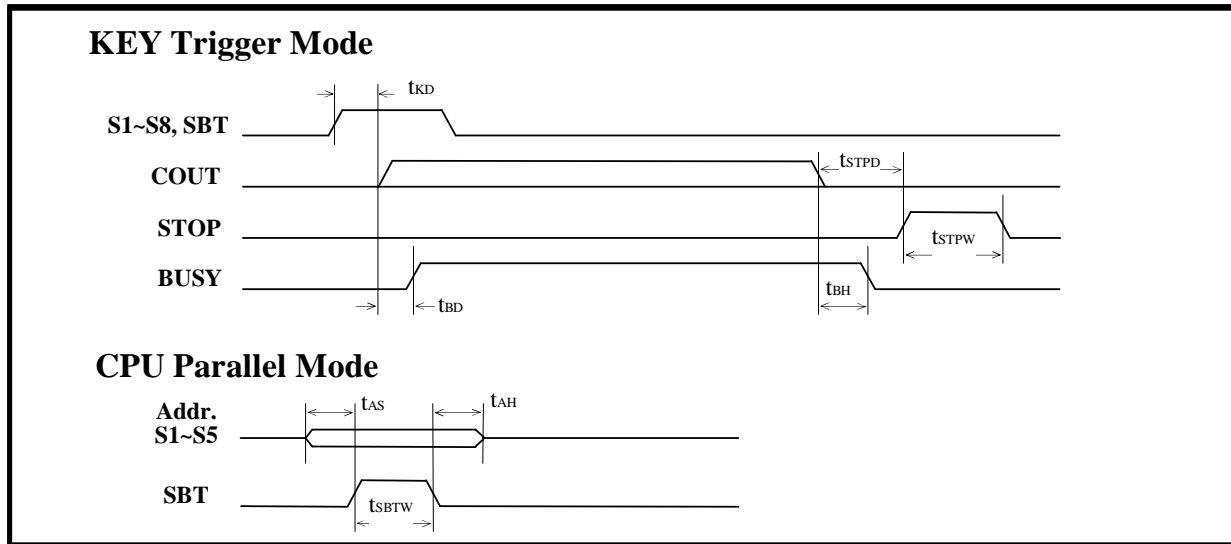 KEY Trigger Mode
tKD
S1~S8, SBT
COUT
tSTPD
STOP
tSTPW
BUSY
tBD
tBH
CPU Parallel Mode
Addr.
S1~S5
tAS
tAH
SBT
tSBTW